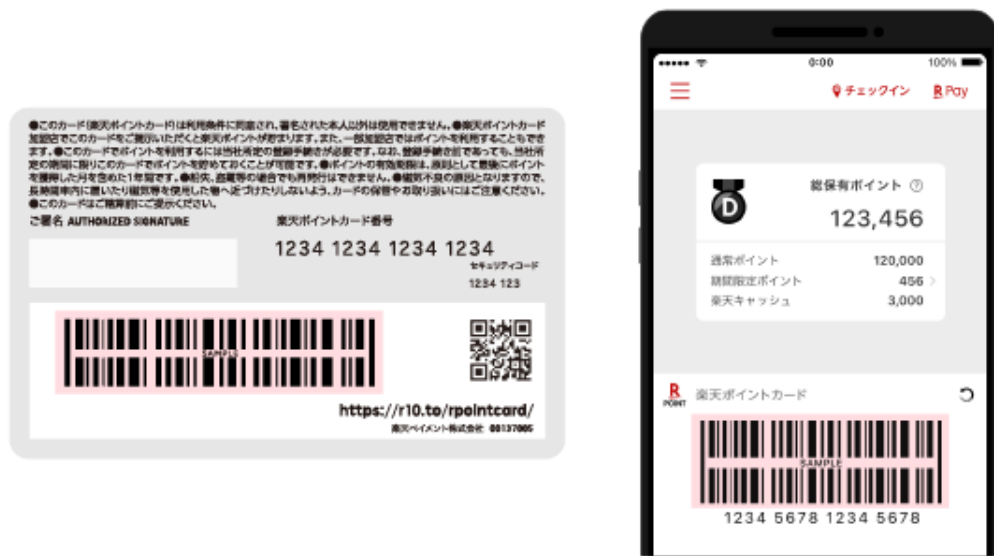 ●このカード(楽天ポイントカード)は利用条件に同意され、署名された本人以外は使用できません。●楽天ポイントカード
加盟店でこのカードをご提示いただくと楽天ポイントが貯まります。また、一部加盟店ではポイントを利用することもでき
ます。●このカードでポイントを利用するには当社所定の登録手続きが必要です。なお、登録手続き前であっても、当社所
定の期間に限りこのカードでポイントを貯めておくことが可能です。●ポイントの有効期限は、原則として最後にポイント
を獲得した月を含めた1年間です。●紛失、盗難等の場合でも再発行はできません。●磁気不良の原因となりますので、
長時間車内に置いたり磁気等を使用した物へ近づけたりしないよう、カードの保管やお取り扱いにはご注意ください。
●このカードはご精算前にご提示ください。
ご署名 AUTHORIZED SIGNATURE
楽天ポイントカード番号
1234 1234 1234 1234
セキュリティコード
1234 123
SAMPLE
https://r10.to/rpointcard/
楽天ペイメント株式会社 00137005
0:00
100%
チェックイン
R Pay
D
総保有ポイント ?
123,456
通常ポイント 120,000
期間限定ポイント 456
楽天キャッシュ 3,000
R
POINT
楽天ポイントカード
SAMPLE
1234 5678 1234 5678